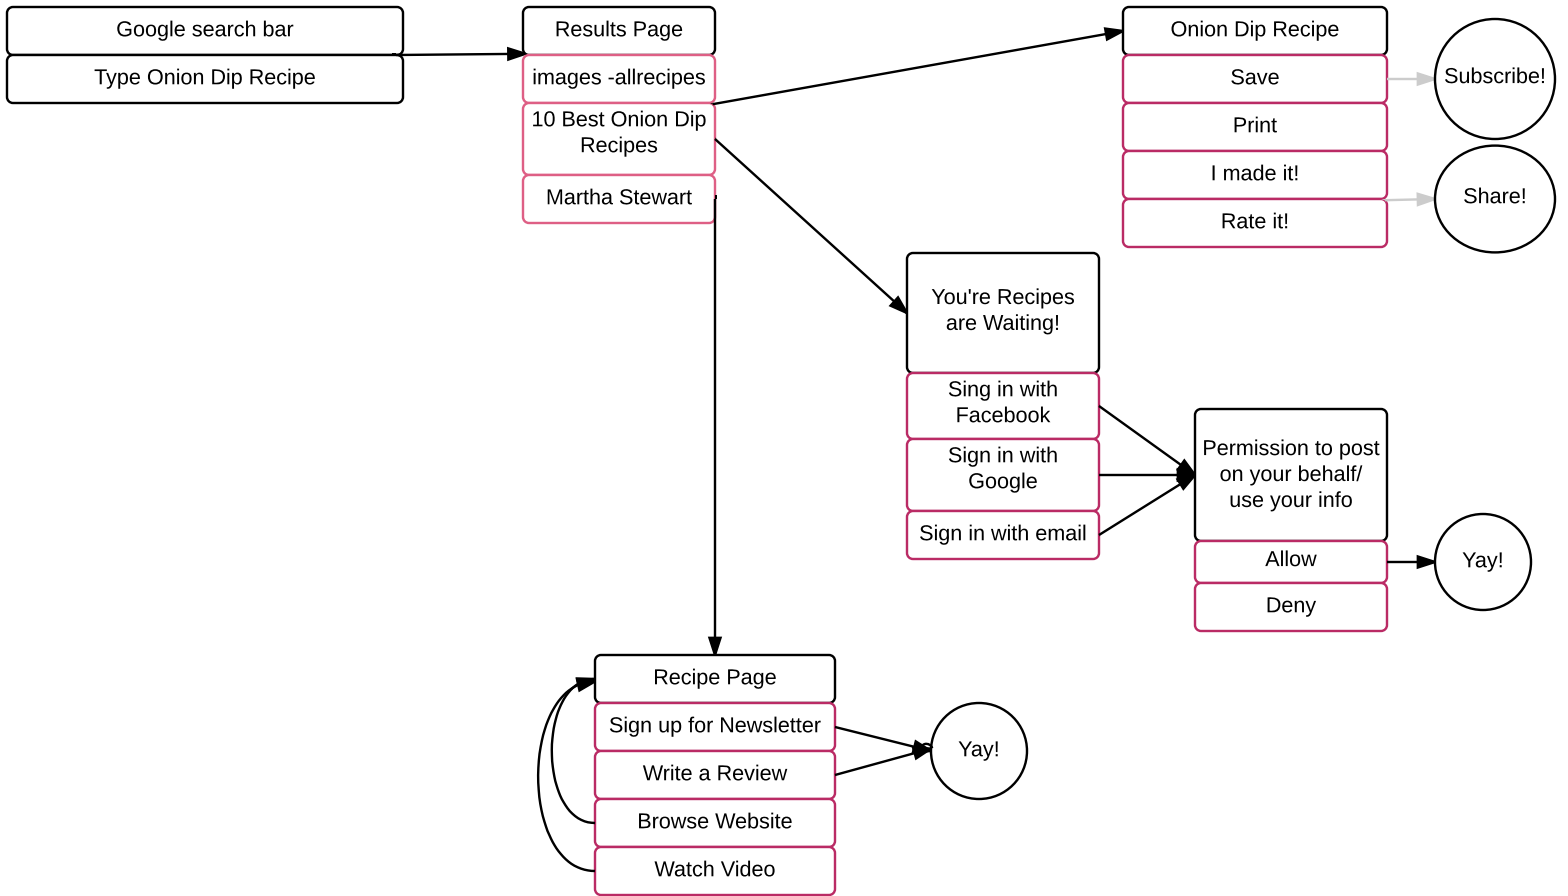 Google search bar
Type Onion Dip Recipe
Results Page
images -allrecipes
10 Best Onion Dip
Recipes
Martha Stewart
Onion Dip Recipe
Save
Print
I made it!
Rate it!
Subscribe!
Share!
You're Recipes
are Waiting!
Sing in with
Facebook
Sign in with
Google
Sign in with email
Permission to post
on your behalf/
use your info
Allow
Deny
Yay!
Recipe Page
Sign up for Newsletter
Write a Review
Browse Website
Watch Video
Yay!